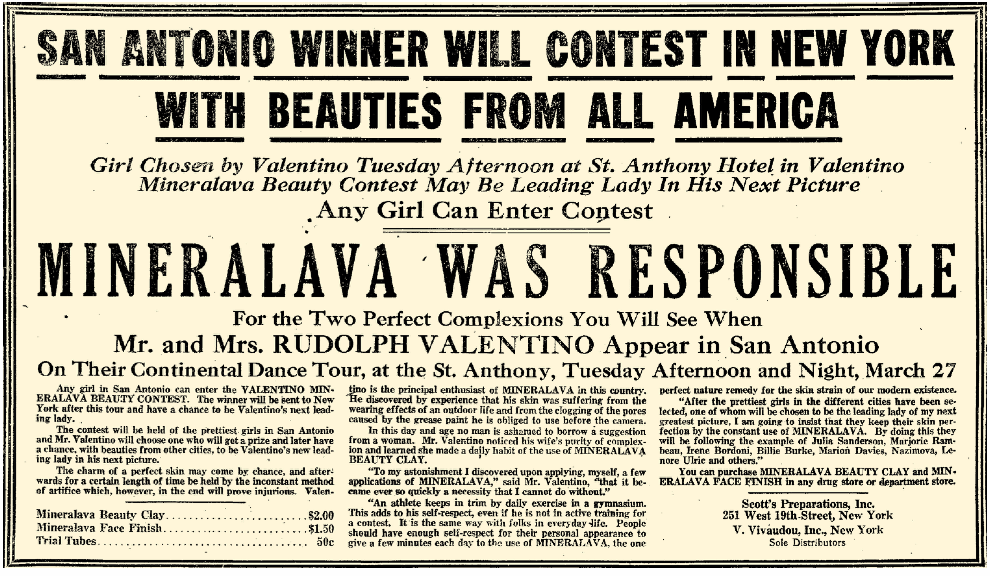 SAN ANTONIO WINNER WILL CONTEST IN NEW YORK
WITH BEAUTIES FROM ALL AMERICA
Girl Chosen by Valentino Tuesday Afternoon at St. Anthony Hotel in Valentino
Mineralava Beauty Contest May Be Leading Lady In His Next Picture
Any Girl Can Enter Contest
MINERALAVA WAS RESPONSIBLE
For the Two Perfect Complexions You Will See When
Mr. and Mrs. RUDOLPH VALENTINO Appear in San Antonio
On Their Continental Dance Tour, at the St. Anthony, Tuesday Afternoon and Night, March 27
Any girl in San Antonio can enter the VALENTINO MIN-
ERALAVA BEAUTY CONTEST. The winner will be sent to New
York after this tour and have a chance to be Valentino's next lead-
ing lady.
The contest will be held of the prettiest girls in San Antonio
and Mr. Valentino will choose one who will get a prize and later have
a chance, with beauties from other cities, to be Valentino's new lead-
ing lady in his next picture.
The charm of a perfect skin may come by chance, and after-
wards for a certain length of time be held by the inconstant method
of artifice which, however, in the end will prove injurious. Valen-
Mineralava Beauty Clay $2.00
Mineralava Face Finish $1.50
Trial Tubes 50c
tino is the principal enthusiast of MINERALAVA in this country.
He discovered by experience that his skin was suffering from the
wearing effects of an outdoor life and from the clogging of the pores
caused by the grease paint he is obliged to use before the camera.
In this day and age no man is ashamed to borrow a suggestion
from a woman. Mr. Valentino noticed his wife's purity of complex-
ion and learned she made a daily habit of the use of MINERALAVA
BEAUTY CLAY.
"To my astonishment I discovered upon applying, myself, a few
applications of MINERALAVA," said Mr. Valentino, "that it be-
came ever so quickly a necessity that I cannot do without."
"An athlete keeps in trim by daily exercise in a gymnasium.
This adds to his self-respect, even if he is not in active training for
a contest. It is the same way with folks in everyday life. People
should have enough self-respect for their personal appearance to
give a few minutes each day to the use of MINERALAVA, the one
perfect nature remedy for the skin strain of our modern existence.
"After the prettiest girls in the different cities have been se-
lected, one of whom will be chosen to be the leading lady of my next
greatest picture, I am going to insist that they keep their skin per-
fection by the constant use of MINERALAVA. By doing this they
will be following the example of Julia Sanderson, Marjorie Ram-
beau, Irene Bordoni, Billie Burke, Marion Davies, Nazimova, Le-
nore Ulric and others."
You can purchase MINERALAVA BEAUTY CLAY and MIN-
ERALAVA FACE FINISH in any drug store or department store.
Scott's Preparations, Inc.
251 West 19th Street, New York
V. Vivaudou, Inc., New York
Sole Distributors